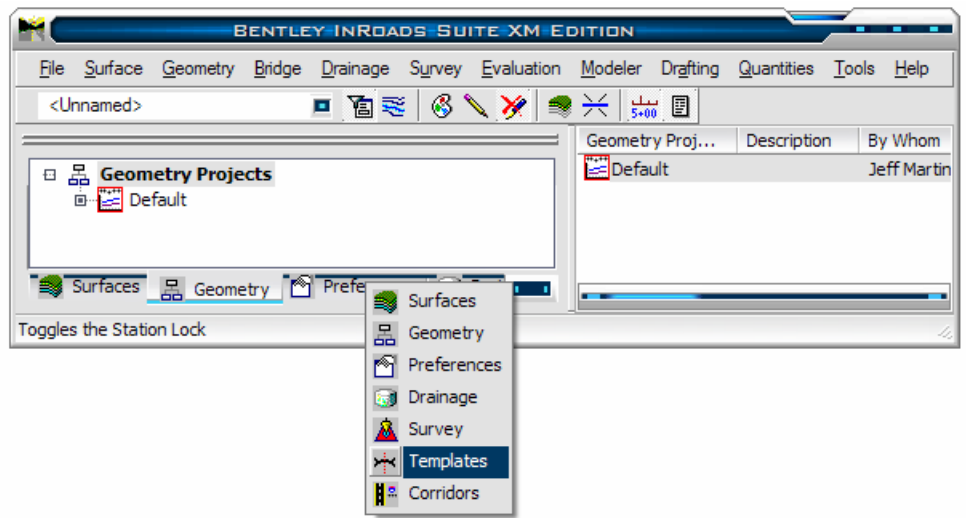 BENTLEY INROADS SUITE XM EDITION
File Surface Geometry Bridge Drainage Survey Evaluation Modeler Drafting Quantities Tools Help
<Unnamed>
5+00
Geometry Proj... Description By Whom
Default Jeff Martin
Geometry Projects
Default
Surfaces Geometry Prefe
Toggles the Station Lock
Surfaces
Geometry
Preferences
Drainage
Survey
Templates
Corridors